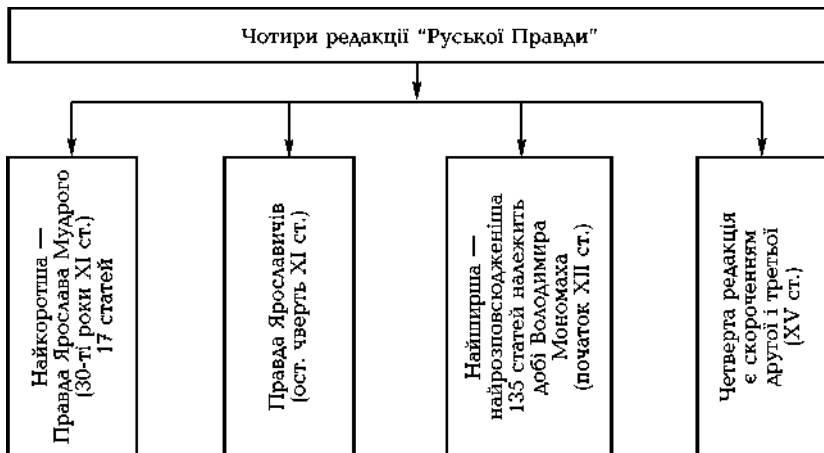 Чотири редакції "Руської Правди"
Найкоротша —
Правда Ярослава Мудрого
(30-ті роки XI ст.)
17 статей
Правда Ярославичів
(ост. чверть XI ст.)
Найширша —
найрозповсюдженіша
135 статей належить
добі Володимира
Мономаха
(початок XII ст.)
Четверта редакція
є скороченням
другої і третьої
(XV ст.)